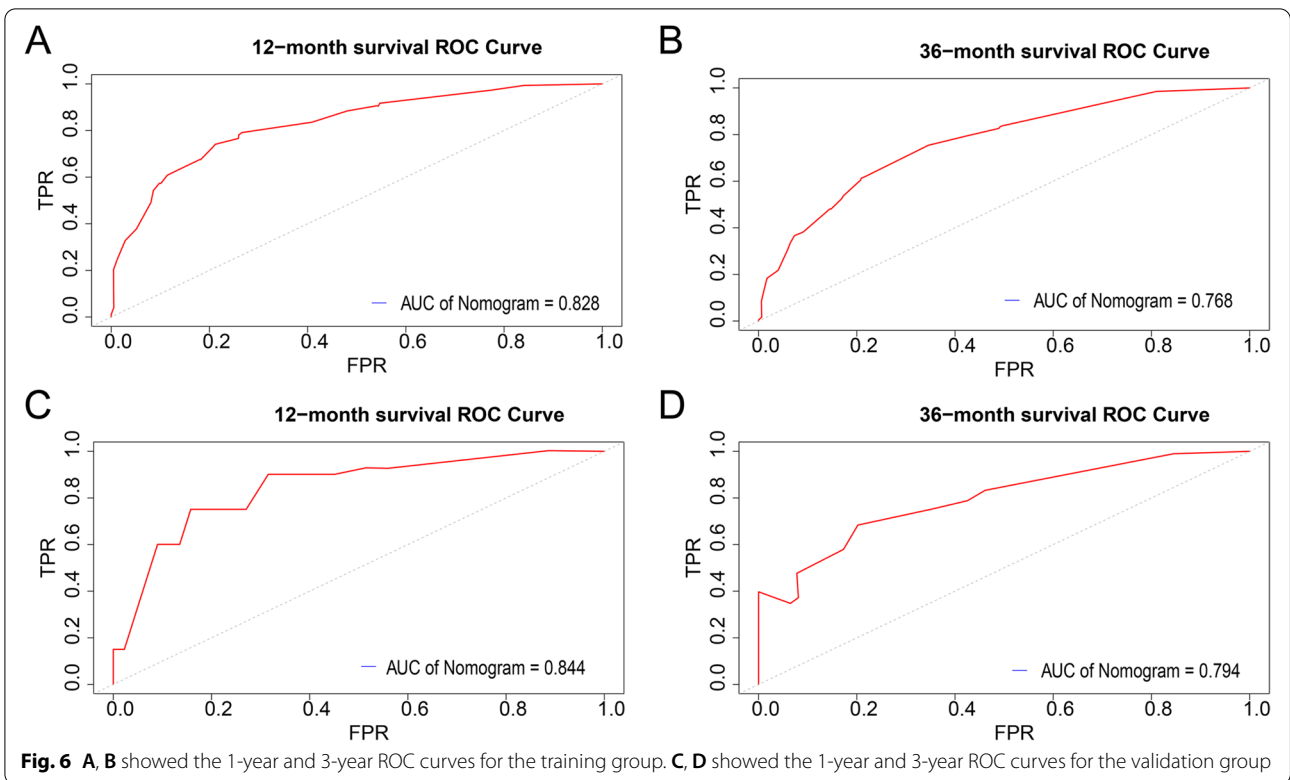 A
12−month survival ROC Curve
TPR
0.0 0.2 0.4 0.6 0.8 1.0
AUC of Nomogram = 0.828
0.0 0.2 0.4 0.6 0.8 1.0
FPR
B
36−month survival ROC Curve
TPR
0.0 0.2 0.4 0.6 0.8 1.0
AUC of Nomogram = 0.768
0.0 0.2 0.4 0.6 0.8 1.0
FPR
C
12−month survival ROC Curve
TPR
0.0 0.2 0.4 0.6 0.8 1.0
AUC of Nomogram = 0.844
0.0 0.2 0.4 0.6 0.8 1.0
FPR
D
36−month survival ROC Curve
TPR
0.0 0.2 0.4 0.6 0.8 1.0
AUC of Nomogram = 0.794
0.0 0.2 0.4 0.6 0.8 1.0
FPR
Fig. 6 A, B showed the 1-year and 3-year ROC curves for the training group. C, D showed the 1-year and 3-year ROC curves for the validation group